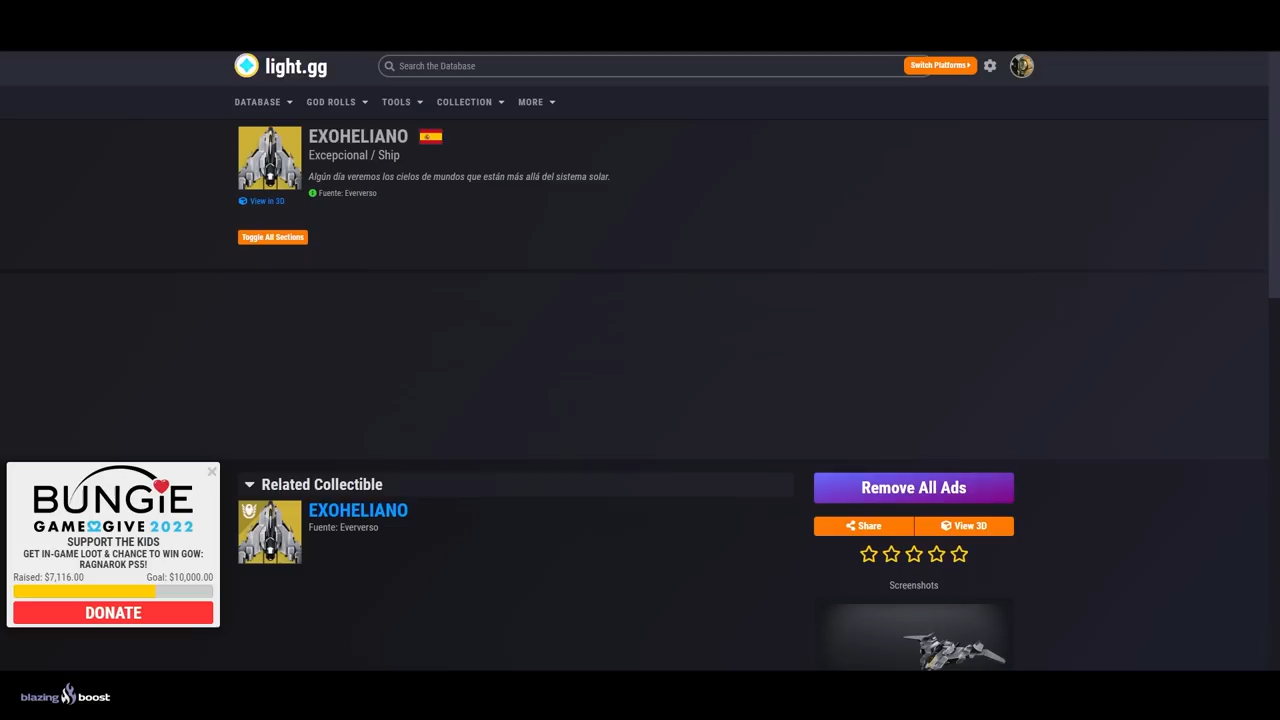 light.gg
Search the Database
Switch Platforms
DATABASE GOD ROLLS TOOLS COLLECTION MORE
EXOHELIANO
Excepcional / Ship
Algún día veremos los cielos de mundos que están más allá del sistema solar.
Fuente: Eververso
View in 3D
Toggle All Sections
Related Collectible
EXOHELIANO
Fuente: Eververso
Remove All Ads
Share View 3D
Screenshots
BUNGIE
GAME GIVE 2022
SUPPORT THE KIDS
GET IN-GAME LOOT & CHANCE TO WIN GOW:
RAGNAROK PS5!
Raised: $7,116.00 Goal: $10,000.00
DONATE
blazing boost